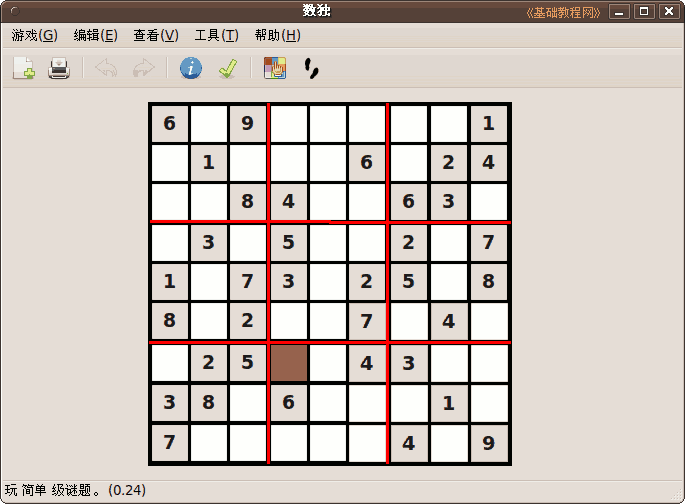 数独
《基础教程网》
游戏(G) 编辑(E) 查看(V) 工具(T) 帮助(H)
6 9 1
1 6 2 4
8 4 6 3
3 5 2 7
1 7 3 2 5 8
8 2 7 4
2 5 4 3
3 8 6 1
7 4 9
玩 简单 级谜题。(0.24)